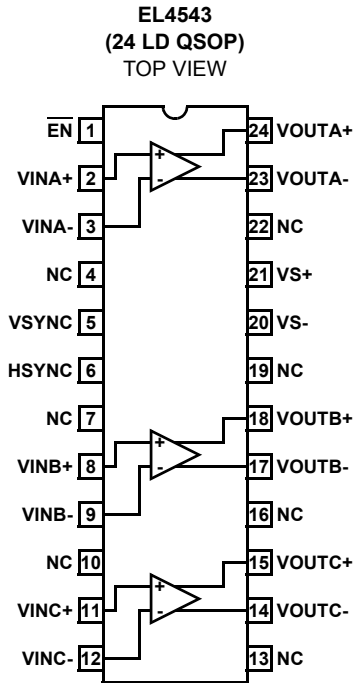 EL4543
(24 LD QSOP)
TOP VIEW
EN 1
24 VOUTA+
VINA+ 2
+
-
23 VOUTA-
VINA- 3
22 NC
NC 4
21 VS+
VSYNC 5
20 VS-
HSYNC 6
19 NC
NC 7
18 VOUTB+
VINB+ 8
+
-
17 VOUTB-
VINB- 9
16 NC
NC 10
15 VOUTC+
VINC+ 11
+
-
14 VOUTC-
VINC- 12
13 NC